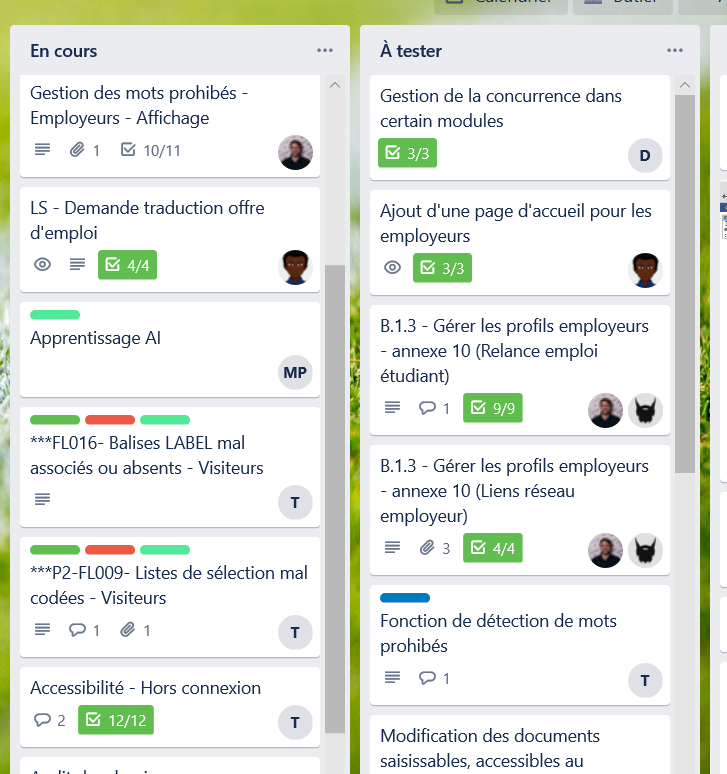 Calendrier
En cours
Gestion des mots prohibés -
Employeurs - Affichage
1
10/11
LS - Demande traduction offre
d'emploi
4/4
Apprentissage AI
MP
***FL016- Balises LABEL mal
associés ou absents - Visiteurs
T
***P2-FL009- Listes de sélection mal
codées - Visiteurs
1
1
T
Accessibilité - Hors connexion
2
12/12
T
À tester
Gestion de la concurrence dans
certain modules
3/3
D
Ajout d'une page d'accueil pour les
employeurs
3/3
B.1.3 - Gérer les profils employeurs
- annexe 10 (Relance emploi
étudiant)
1
9/9
B.1.3 - Gérer les profils employeurs
- annexe 10 (Liens réseau
employeur)
3
4/4
Fonction de détection de mots
prohibés
1
T
Modification des documents
saisissables, accessibles au